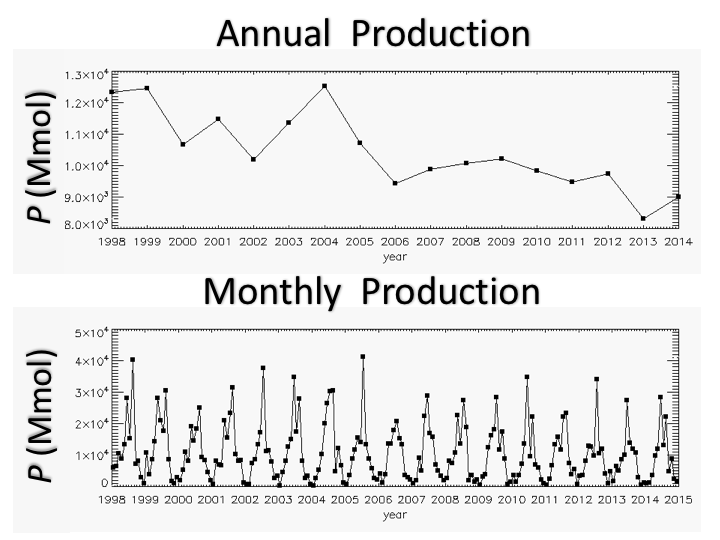 Annual Production
P (Mmol)
1.3×10⁴
1.2×10⁴
1.1×10⁴
1.0×10⁴
9.0×10³
8.0×10³
1998 1999 2000 2001 2002 2003 2004 2005 2006 2007 2008 2009 2010 2011 2012 2013 2014
year
Monthly Production
P (Mmol)
5×10⁴
4×10⁴
3×10⁴
2×10⁴
1×10⁴
0
1998 1999 2000 2001 2002 2003 2004 2005 2006 2007 2008 2009 2010 2011 2012 2013 2014 2015
year